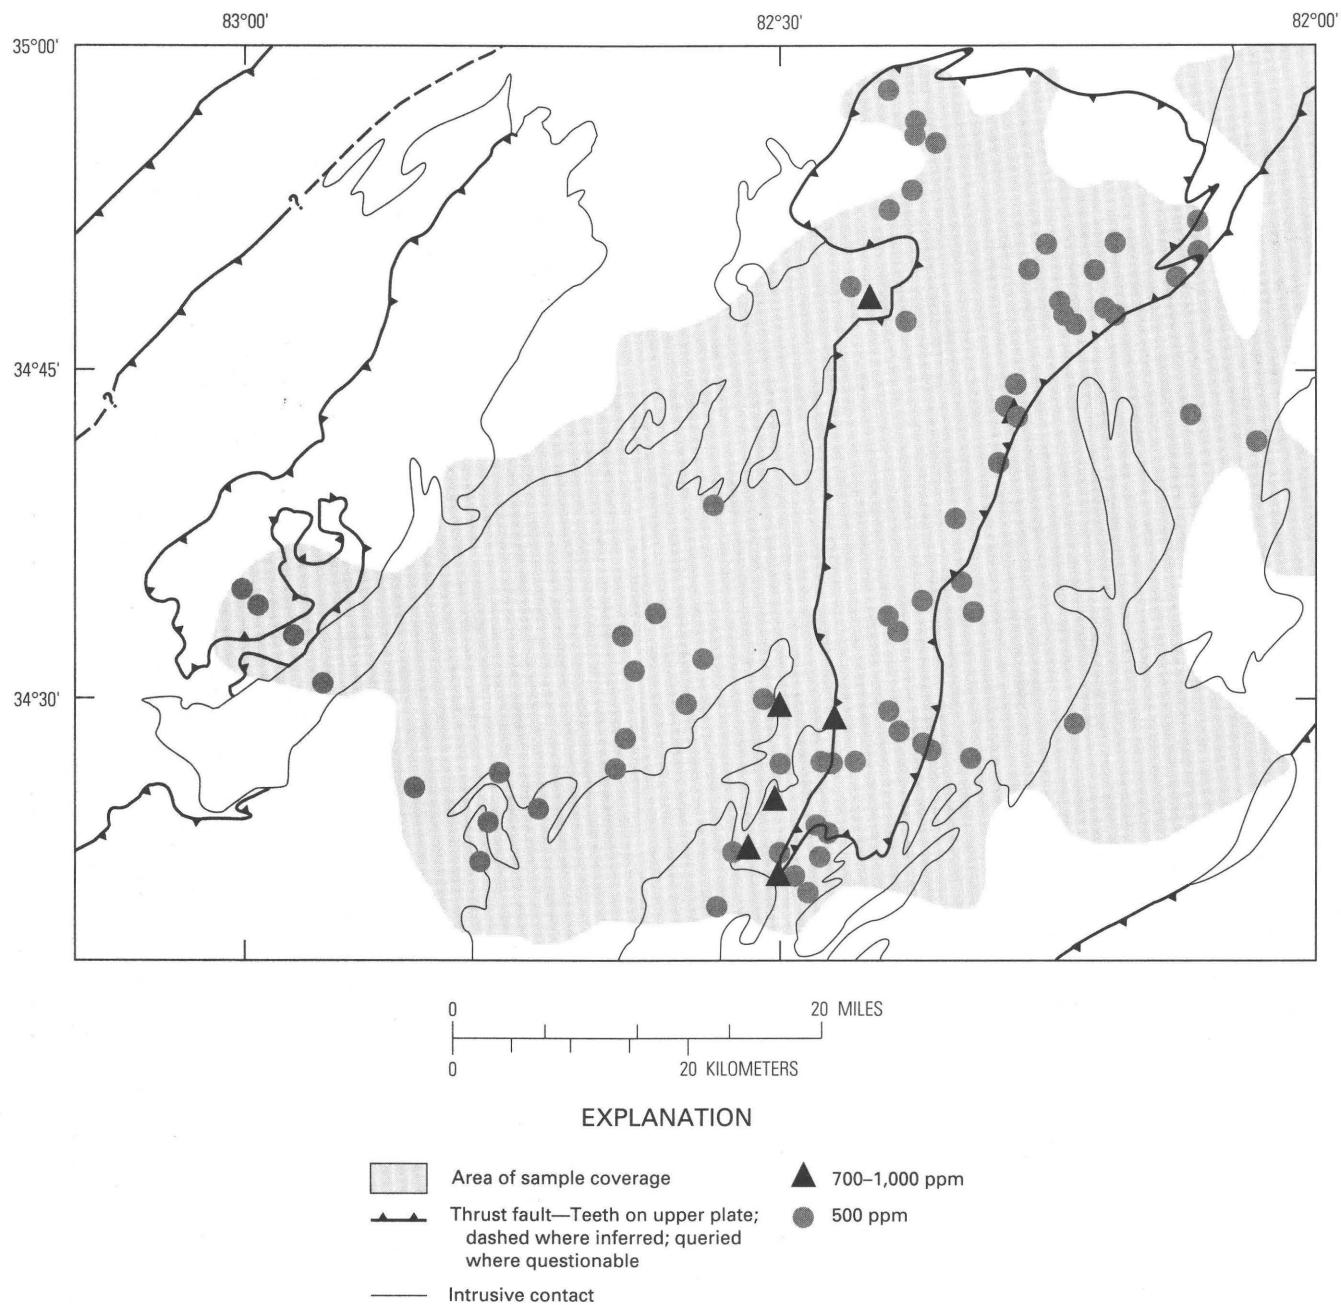 83°00' 82°30' 82°00'
35°00'
?
34°45'
?
34°30'
0 20 MILES
0 20 KILOMETERS
EXPLANATION
Area of sample coverage
Thrust fault—Teeth on upper plate;
dashed where inferred; queried
where questionable
Intrusive contact
700–1,000 ppm
500 ppm